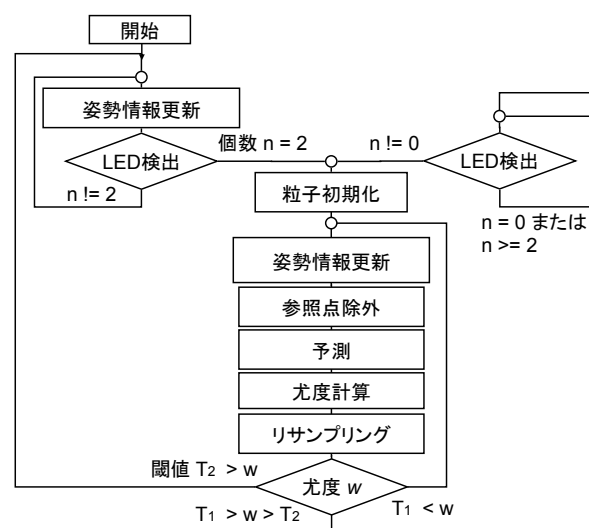 開始
姿勢情報更新
LED検出
個数 n = 2
n != 2
n != 0
LED検出
n = 0 または
n >= 2
粒子初期化
姿勢情報更新
参照点除外
予測
尤度計算
リサンプリング
閾値 T2 > w
尤度 w
T1 < w
T1 > w > T2